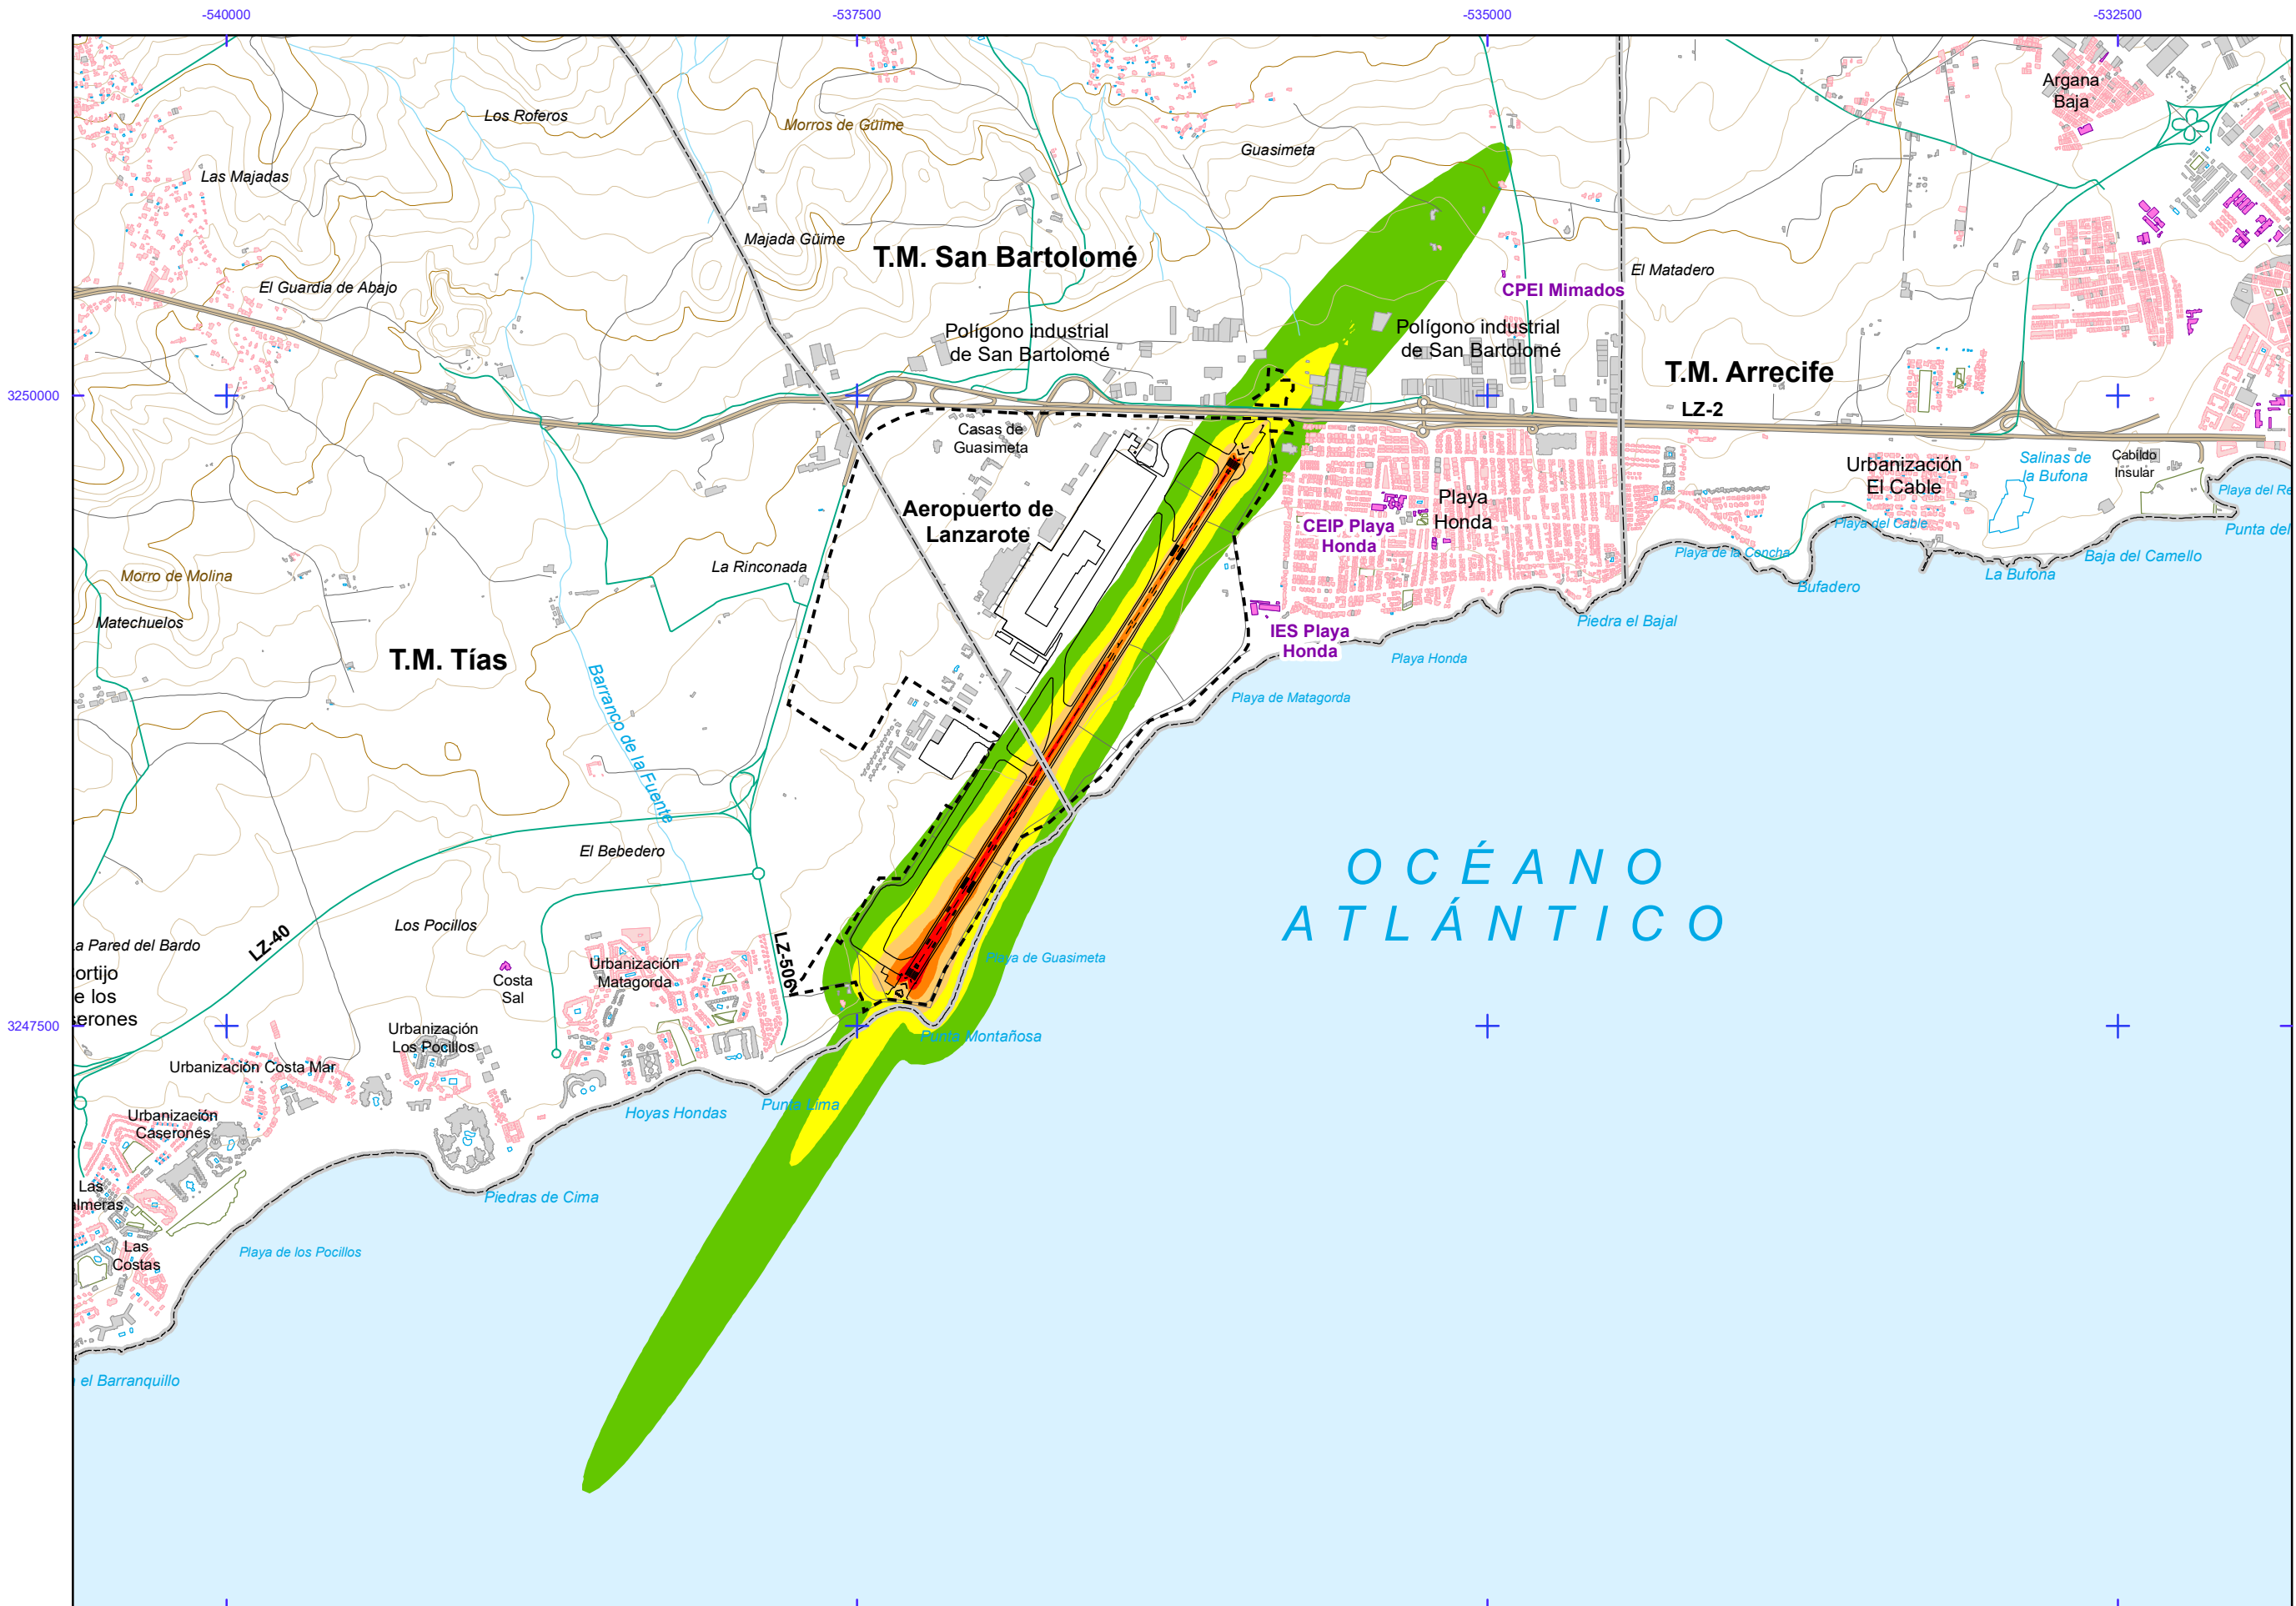 -540000
-537500
-535000
-532500
Argana
Baja
Los Roferos
Morros de Güime
Guasimeta
Las Majadas
Majada Güime
T.M. San Bartolomé
El Matadero
El Guardia de Abajo
CPEI Mimados
Polígono industrial
de San Bartolomé
Polígono industrial
de San Bartolomé
T.M. Arrecife
3250000
LZ-2
Casas de
Guasimeta
Urbanización
El Cable
Salinas de
la Bufona
Cabildo
Insular
Playa del Re
Aeropuerto de
Lanzarote
Playa
Honda
CEIP Playa
Honda
Playa del Cable
Punta del
Playa de la Concha
Baja del Camello
La Rinconada
Morro de Molina
La Bufona
Bufadero
Matechuelos
Piedra el Bajal
IES Playa
Honda
T.M. Tías
Playa Honda
Barranco de la Fuente
Playa de Matagorda
El Bebedero
OCÉANO
ATLÁNTICO
Los Pocillos
LZ-40
a Pared del Bardo
LZ-506
Playa de Guasimeta
ortijo
e los
serones
Costa
Sal
Urbanización
Matagorda
3247500
Urbanización
Los Pocillos
Punta Montañosa
Urbanización Costa Mar
Punta Lima
Hoyas Hondas
Urbanización
Caserones
s
Las
lmeras
Piedras de Cima
Las
Costas
Playa de los Pocillos
el Barranquillo